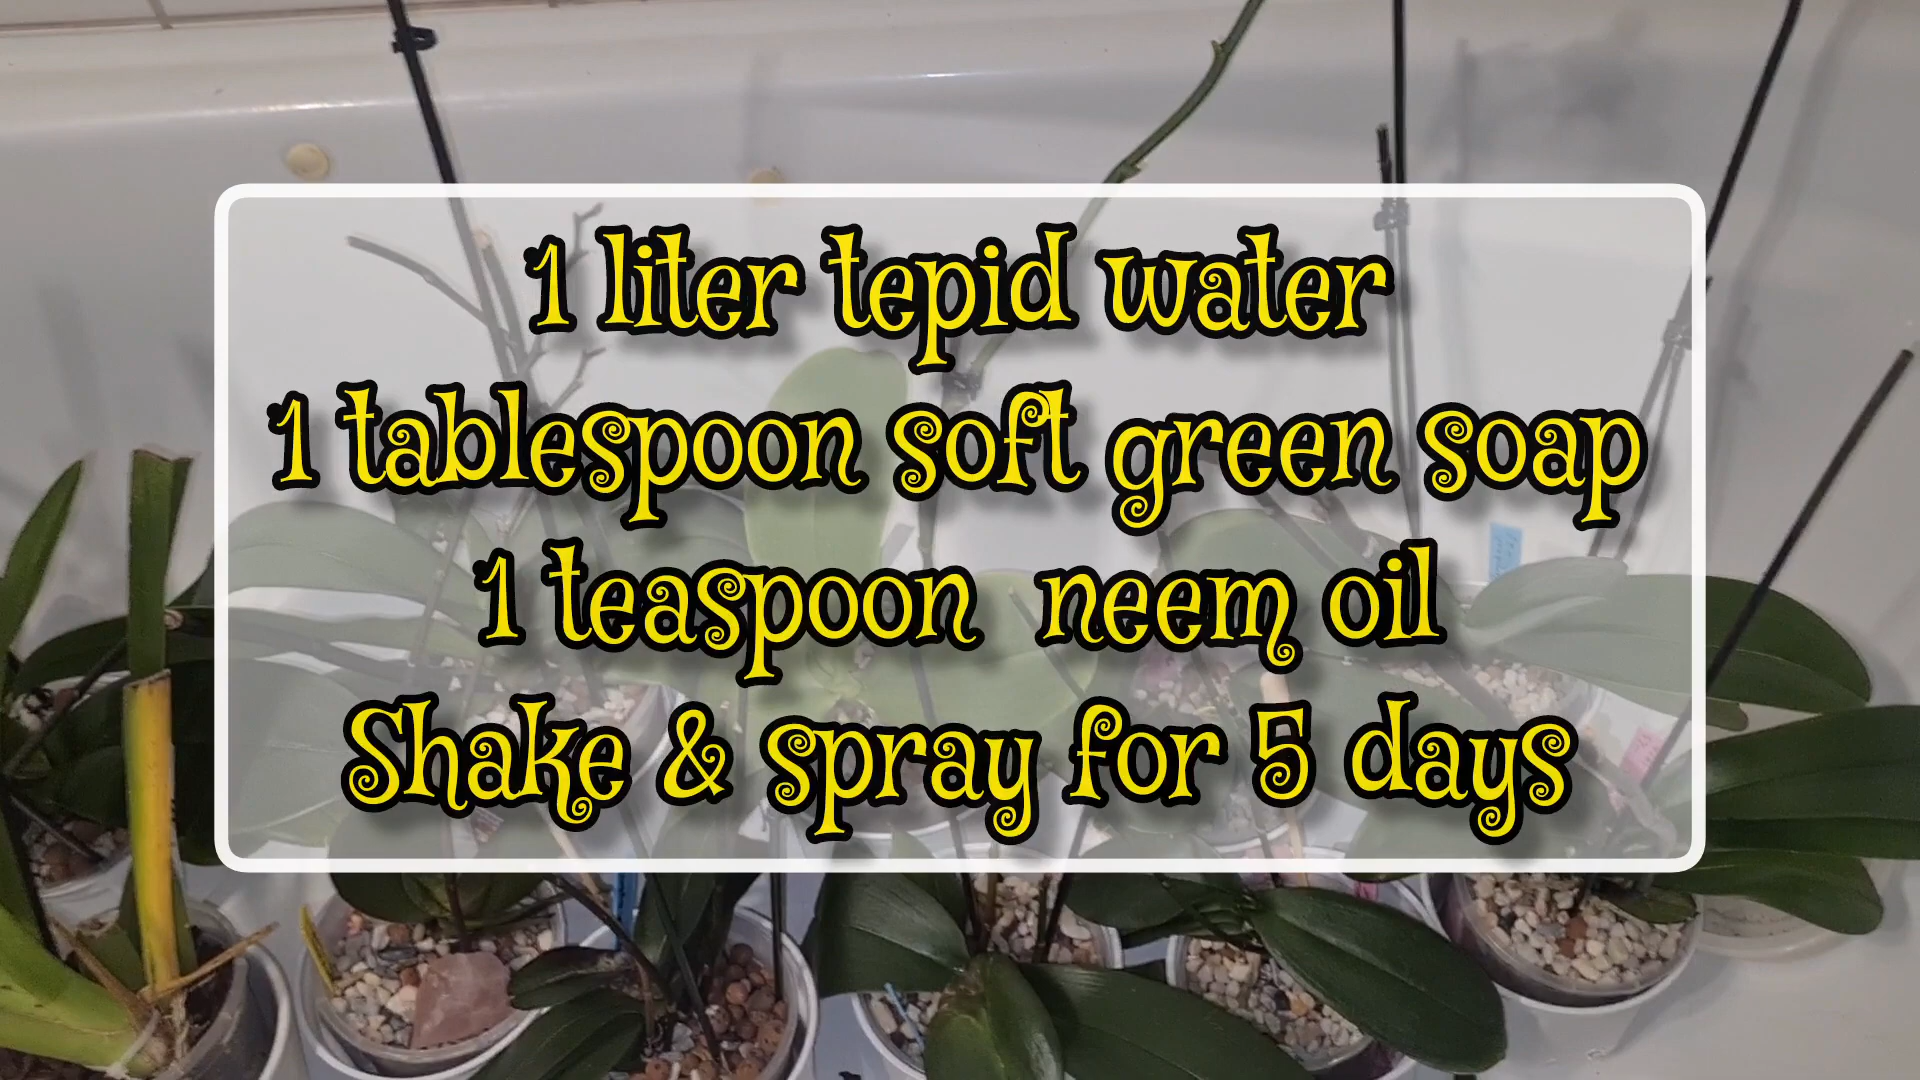 1 liter tepid water
1 tablespoon soft green soap
1 teaspoon neem oil
Shake & spray for 5 days